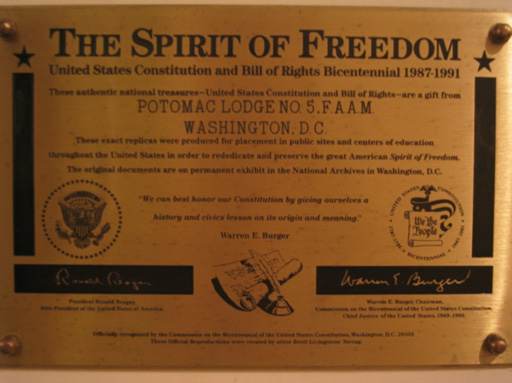 THE SPIRIT OF FREEDOM
United States Constitution and Bill of Rights Bicentennial 1987-1991
These authentic national treasures—United States Constitution and Bill of Rights—are a gift from
POTOMAC LODGE NO. 5, F.A.A.M.
WASHINGTON, D.C.
These exact replicas were produced for placement in public sites and centers of education
throughout the United States in order to rededicate and preserve the great American Spirit of Freedom.
The original documents are on permanent exhibit in the National Archives in Washington, D.C.
"We can best honor our Constitution by giving ourselves a
history and civics lesson on its origin and meaning."
Warren E. Burger
We the
People
Ronald Reagan
Warren E. Burger
President Ronald Reagan
40th President of the United States of America.
Warren E. Burger, Chairman,
Commission on the Bicentennial of the United States Constitution.
Chief Justice of the United States, 1969-1986.
Officially recognized by the Commission on the Bicentennial of the United States Constitution, Washington, D.C.
These Official Reproductions were created by artist Brett-Livingstone Strong